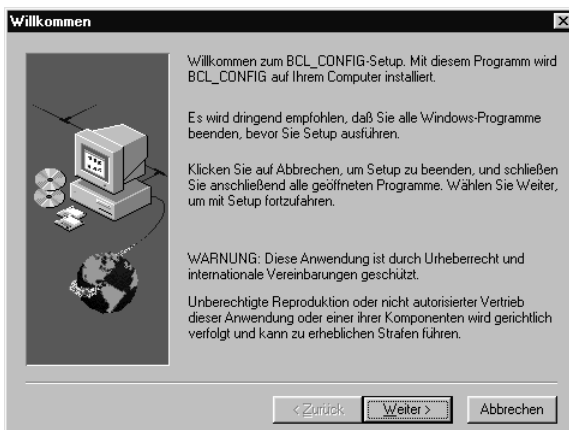 Willkommen
Willkommen zum BCL_CONFIG-Setup. Mit diesem Programm wird
BCL_CONFIG auf Ihrem Computer installiert.
Es wird dringend empfohlen, daß Sie alle Windows-Programme
beenden, bevor Sie Setup ausführen.
Klicken Sie auf Abbrechen, um Setup zu beenden, und schließen
Sie anschließend alle geöffneten Programme. Wählen Sie Weiter,
um mit Setup fortzufahren.
WARNUNG: Diese Anwendung ist durch Urheberrecht und
internationale Vereinbarungen geschützt.
Unberechtigte Reproduktion oder nicht autorisierter Vertrieb
dieser Anwendung oder einer ihrer Komponenten wird gerichtlich
verfolgt und kann zu erheblichen Strafen führen.
< Zurück Weiter > Abbrechen